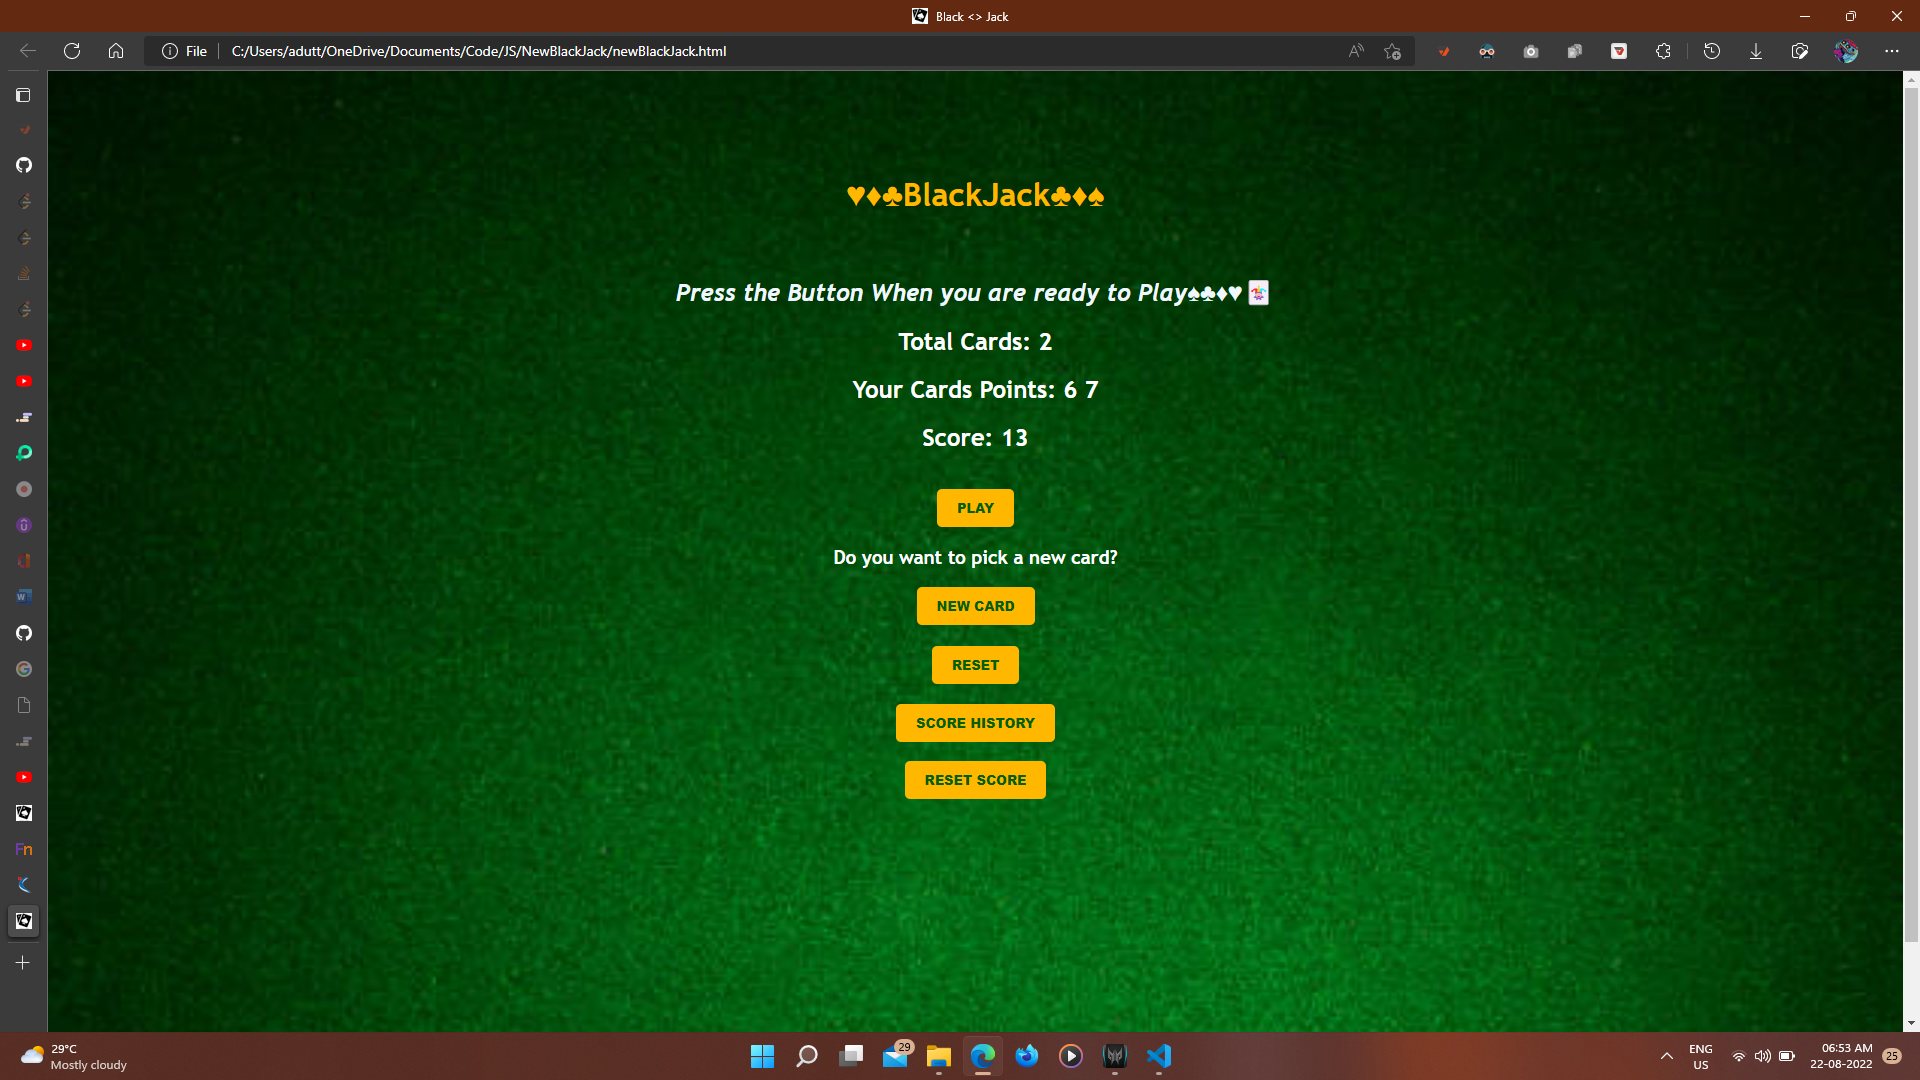 Black <> Jack
File
C:/Users/adutt/OneDrive/Documents/Code/JS/NewBlackJack/newBlackJack.html
♥♦♣BlackJack♣♦♠
Press the Button When you are ready to Play♠♣♦♥🃏
Total Cards: 2
Your Cards Points: 6 7
Score: 13
PLAY
Do you want to pick a new card?
NEW CARD
RESET
SCORE HISTORY
RESET SCORE
Fn
29°C
Mostly cloudy
29
ENG
US
06:53 AM
22-08-2022
25